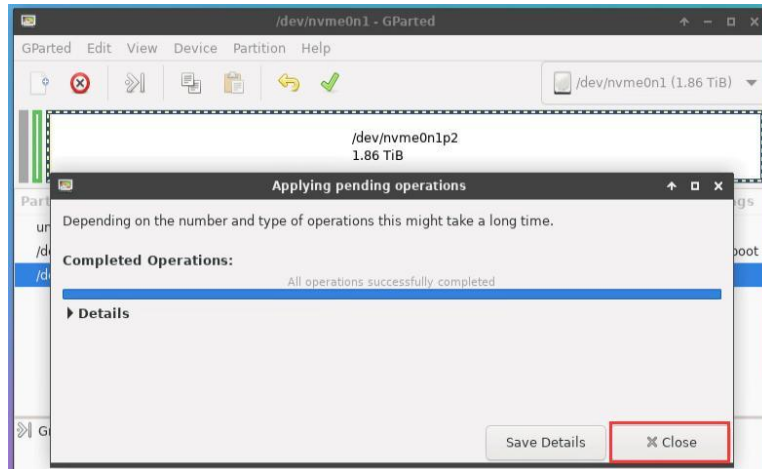 /dev/nvme0n1 - GParted
GParted Edit View Device Partition Help
/dev/nvme0n1 (1.86 TiB)
/dev/nvme0n1p2
1.86 TiB
Applying pending operations
Depending on the number and type of operations this might take a long time.
Completed Operations:
All operations successfully completed
Details
Save Details
Close